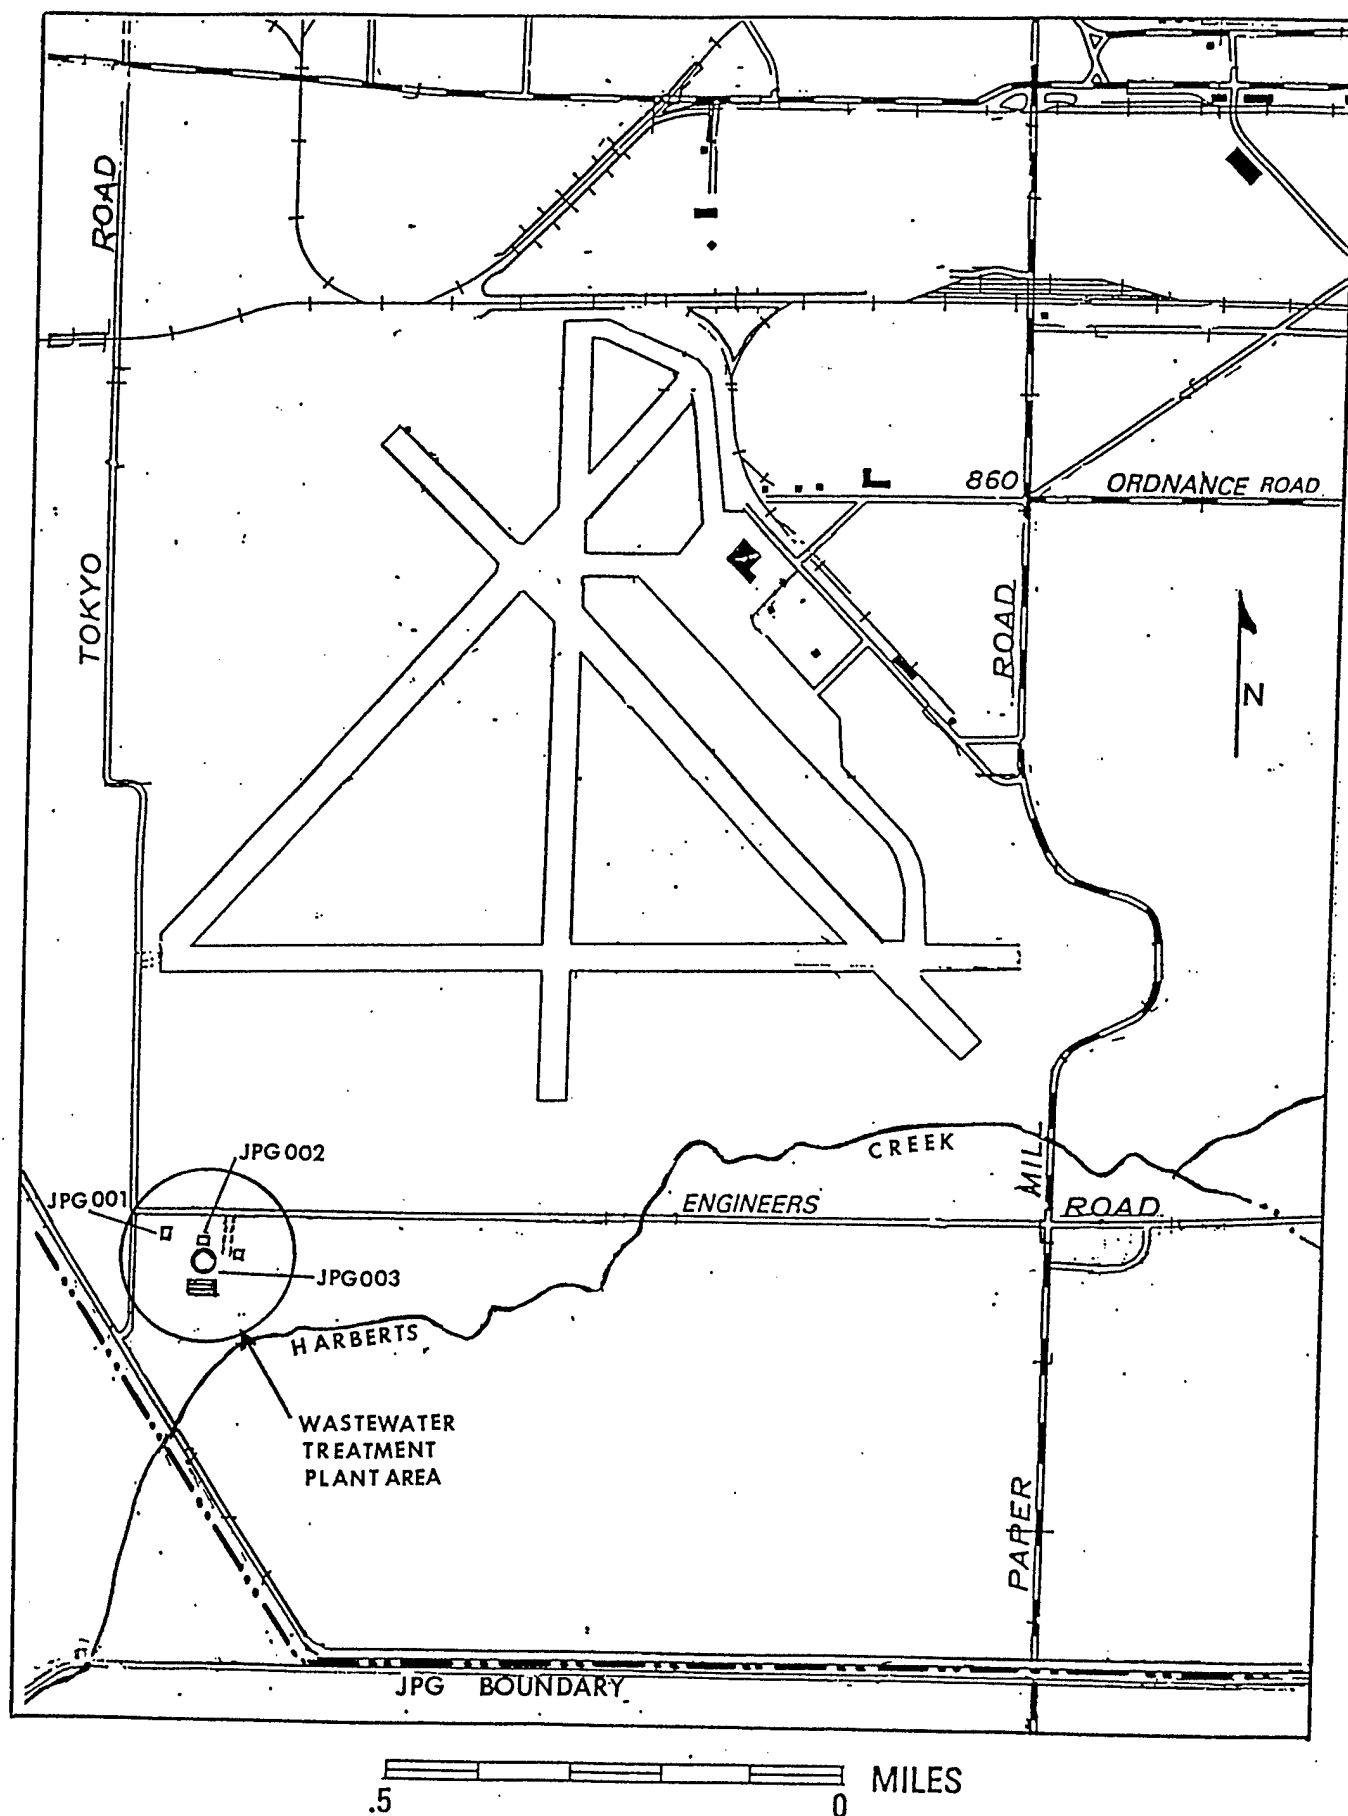 ROAD
860
ORDNANCE ROAD
TOKYO
ROAD
N
CREEK
MILL
JPG 002
JPG 001
ENGINEERS
ROAD
JPG 003
HARBERTS
WASTEWATER
TREATMENT
PLANT AREA
PAPER
JPG BOUNDARY
.5
0
MILES